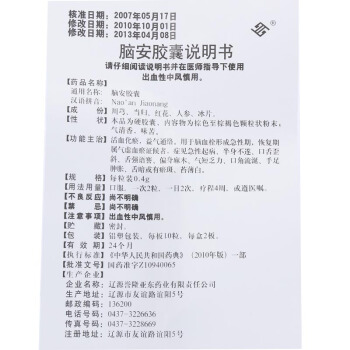 核准日期：2007年05月17日
修改日期：2010年10月01日
修改日期：2013年04月08日
脑安胶囊说明书
请仔细阅读说明书并在医师指导下使用
出血性中风慎用。
【药品名称】
通用名称：脑安胶囊
汉语拼音：Nao'an Jiaonang
【成 份】川芎、当归、红花、人参、冰片。
【性 状】本品为硬胶囊，内容物为棕色至棕褐色颗粒状粉末，
气清香，味苦。
【功能主治】活血化瘀，益气通络。用于脑血栓形成急性期，恢复期
属气虚血瘀证候者，症见急性起病、半身不遂、口舌歪
斜、舌强语謇、偏身麻木、气短乏力、口角流涎、手足
肿胀、舌暗或有瘀斑、苔薄白。
【规 格】每粒装0.4g
【用法用量】口服，一次2粒，一日2次，疗程4周，或遵医嘱。
【不良反应】尚不明确
【禁 忌】尚不明确
【注意事项】出血性中风慎用。
【贮 藏】密封。
【包 装】铝塑包装，每板10粒，每盒2板。
【有 效 期】24个月
【执行标准】《中华人民共和国药典》（2010年版）一部
【批准文号】国药准字Z10940065
【生产企业】
企业名称：辽源誉隆亚东药业有限责任公司
生产地址：辽源市友谊路谊阳5号
邮政编码：136200
电话号码：0437-3226636
传真号码：0437-3228669
注册地址：辽源市友谊路谊阳5号